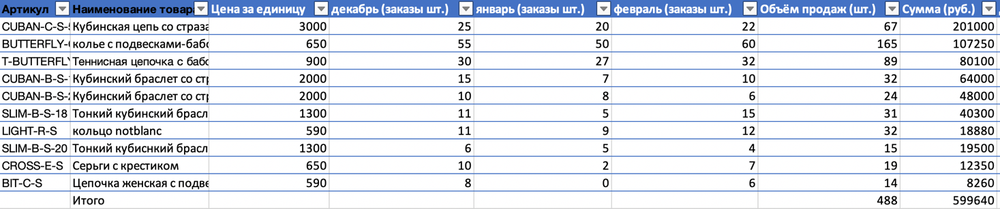 Артикул Наименование товара Цена за единицу декабрь (заказы шт.) январь (заказы шт.) февраль (заказы шт.) Объём продаж (шт.) Сумма (руб.)
CUBAN-C-S- Кубинская цепь со страза 3000 25 20 22 67 201000
BUTTERFLY- колье с подвесками-бабо 650 55 50 60 165 107250
T-BUTTERFLY Теннисная цепочка с бабо 900 30 27 32 89 80100
CUBAN-B-S- Кубинский браслет со стр 2000 15 7 10 32 64000
CUBAN-B-S-2 Кубинский браслет со стр 2000 10 8 6 24 48000
SLIM-B-S-18 Тонкий кубинский брасл 1300 11 5 15 31 40300
LIGHT-R-S кольцо notblanc 590 11 9 12 32 18880
SLIM-B-S-20 Тонкий кубиснкий брасл 1300 6 5 4 15 19500
CROSS-E-S Серьги с крестиком 650 10 2 7 19 12350
BIT-C-S Цепочка женская с подве 590 8 0 6 14 8260
Итого 488 599640